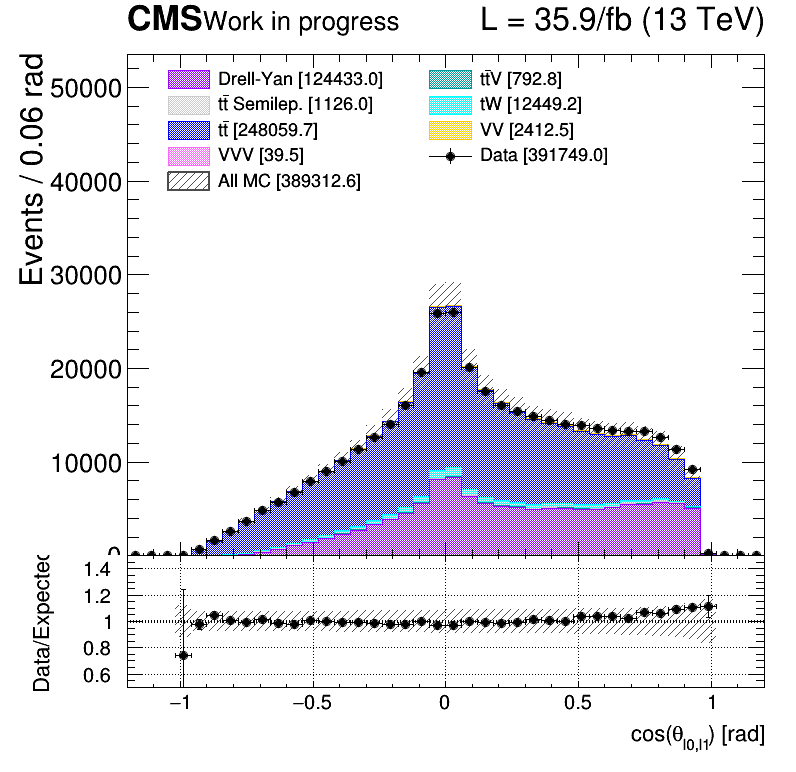 CMS Work in progress L = 35.9/fb (13 TeV)
Events / 0.06 rad
50000
40000
30000
20000
10000
0
Drell-Yan [124433.0]
tt̄ Semilep. [1126.0]
tt̄ [248059.7]
VVV [39.5]
All MC [389312.6]
tt̄V [792.8]
tW [12449.2]
VV [2412.5]
Data [391749.0]
Data/Expected
1.4
1.2
1
0.8
0.6
−1 −0.5 0 0.5 1
cos(θl0,l1) [rad]